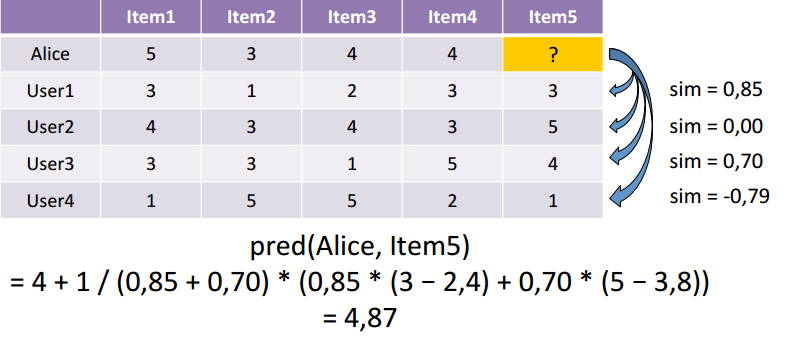 Item1 Item2 Item3 Item4 Item5
Alice 5 3 4 4 ?
User1 3 1 2 3 3 sim = 0,85
User2 4 3 4 3 5 sim = 0,00
User3 3 3 1 5 4 sim = 0,70
User4 1 5 5 2 1 sim = -0,79
pred(Alice, Item5)
= 4 + 1 / (0,85 + 0,70) * (0,85 * (3 − 2,4) + 0,70 * (5 − 3,8))
= 4,87